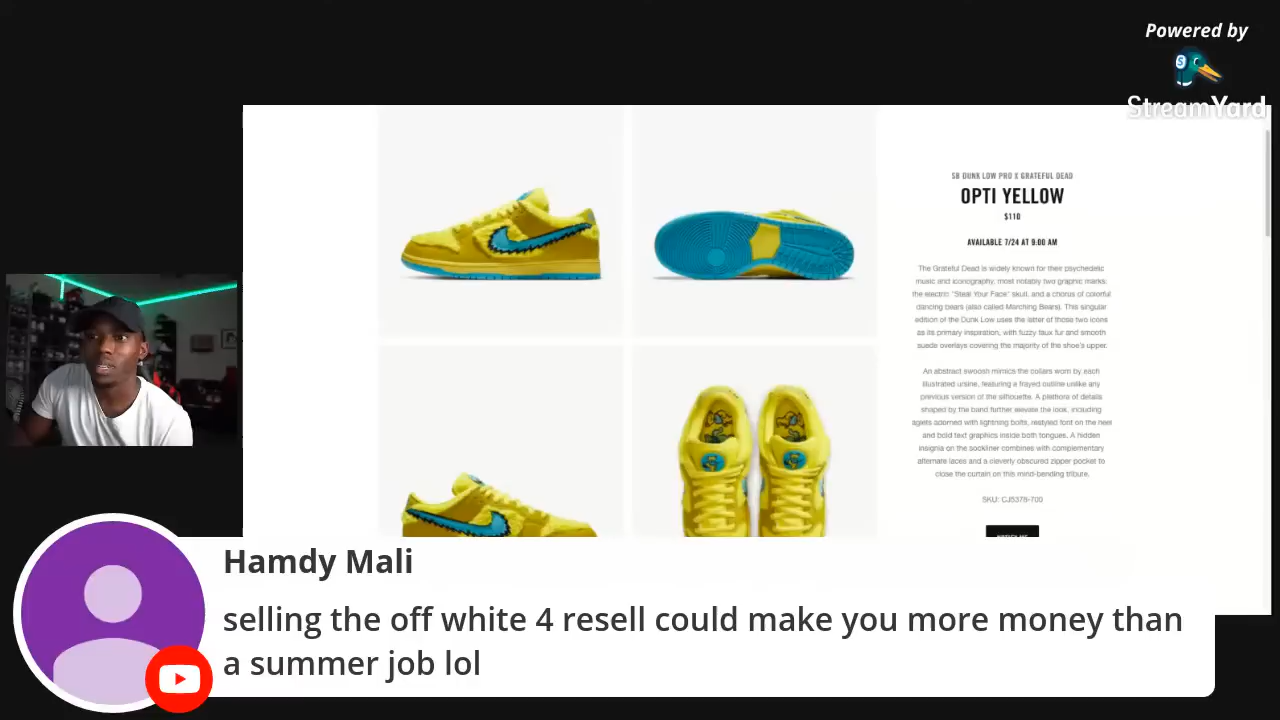 Powered by
StreamYard
SB DUNK LOW PRO X GRATEFUL DEAD
OPTI YELLOW
$110
AVAILABLE 7/24 AT 9:00 AM
The Grateful Dead is widely known for their psychedelic
music and iconography, most notably two graphic marks:
the electric "Steal Your Face" skull, and a chorus of colorful
dancing bears (also called Marching Bears). This singular
edition of the Dunk Low uses the latter of those two icons
as its primary inspiration, with fuzzy faux fur and smooth
suede overlays covering the majority of the shoe's upper.
An abstract swoosh mimics the collars worn by each
illustrated ursine, featuring a frayed outline unlike any
previous version of the silhouette. A plethora of details
shaped by the band further elevate the look, including
aglets adorned with lightning bolts, restyled font on the heel
and bold text graphics inside both tongues. A hidden
insignia on the sockliner combines with complementary
alternate laces and a cleverly obscured zipper pocket to
close the curtain on this mind-bending tribute.
SKU: CJ5378-700
Hamdy Mali
selling the off white 4 resell could make you more money than
a summer job lol